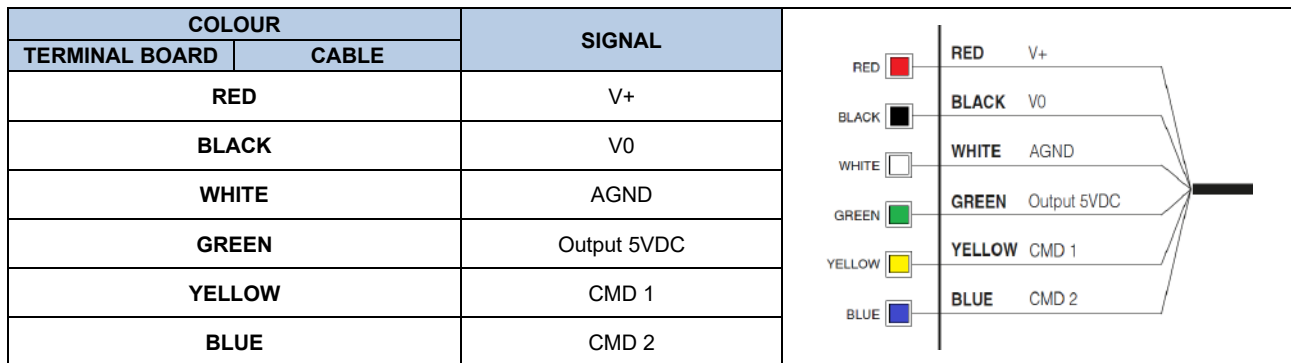 COLOUR
SIGNAL
TERMINAL BOARD CABLE
RED V+
BLACK V0
WHITE AGND
GREEN Output 5VDC
YELLOW CMD 1
BLUE CMD 2
RED RED V+
BLACK BLACK V0
WHITE WHITE AGND
GREEN GREEN Output 5VDC
YELLOW YELLOW CMD 1
BLUE BLUE CMD 2